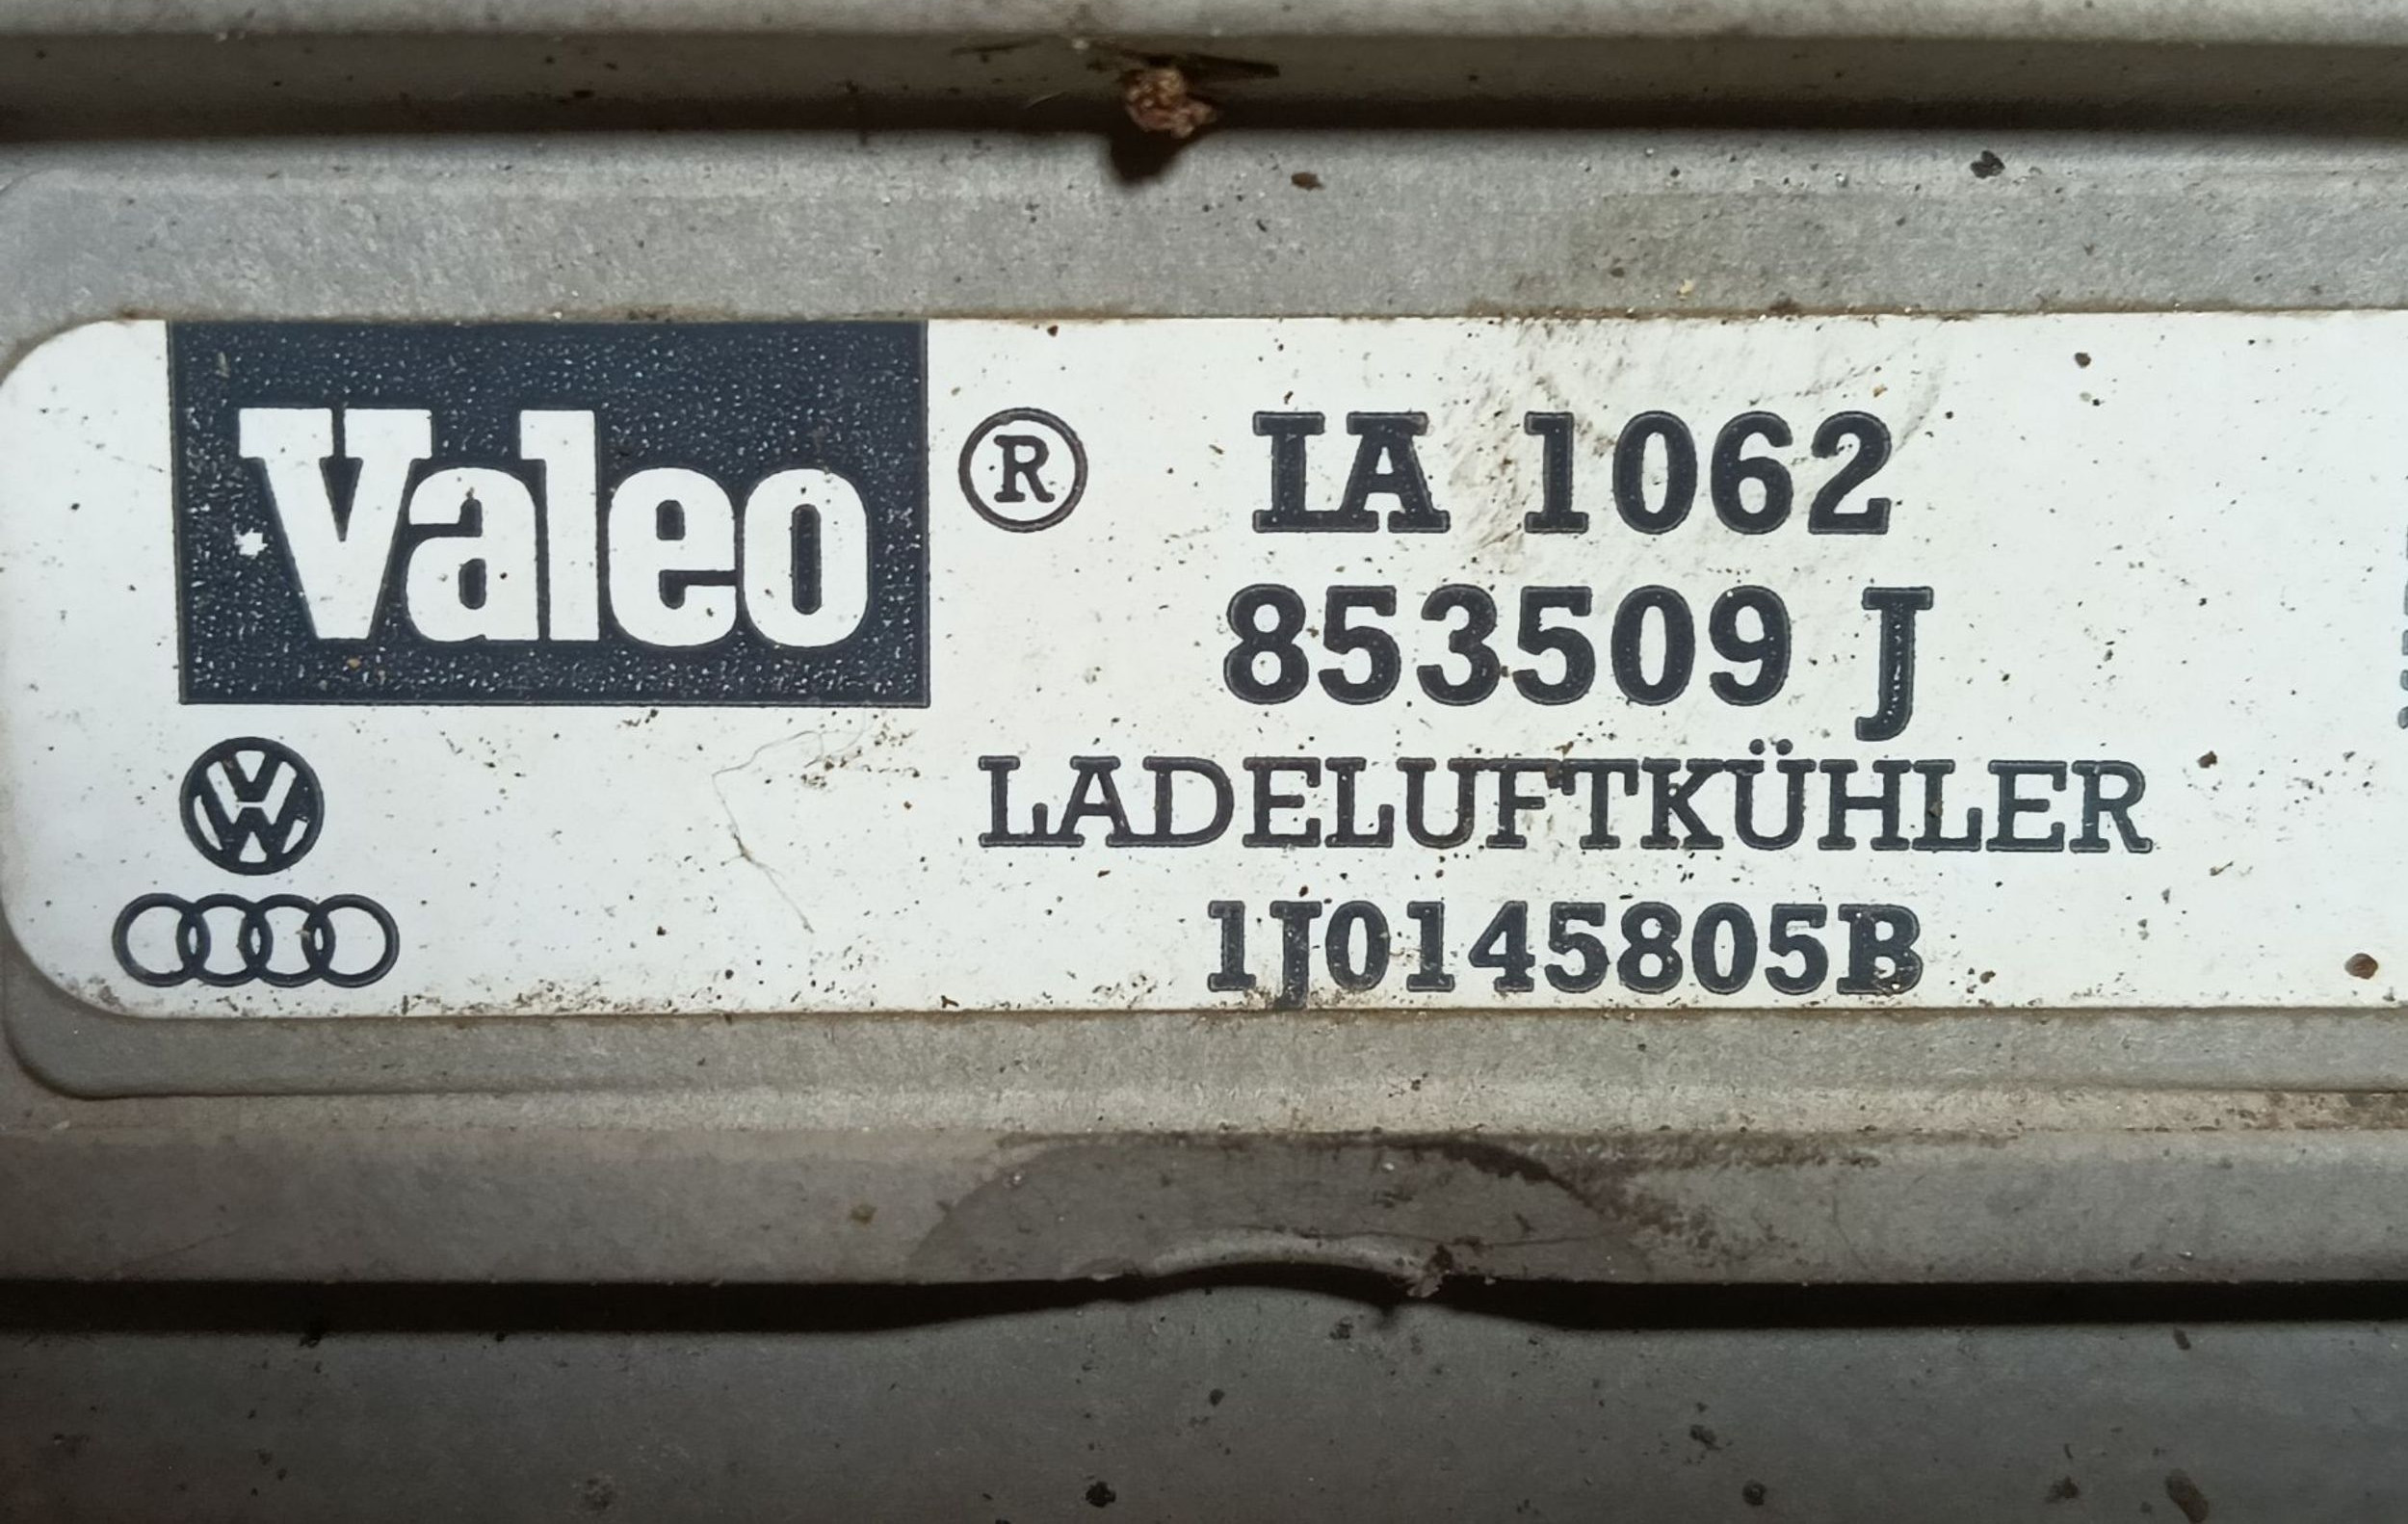 Valeo ® IA 1062
853509 J
LADELUFTKÜHLER
1J0145805B